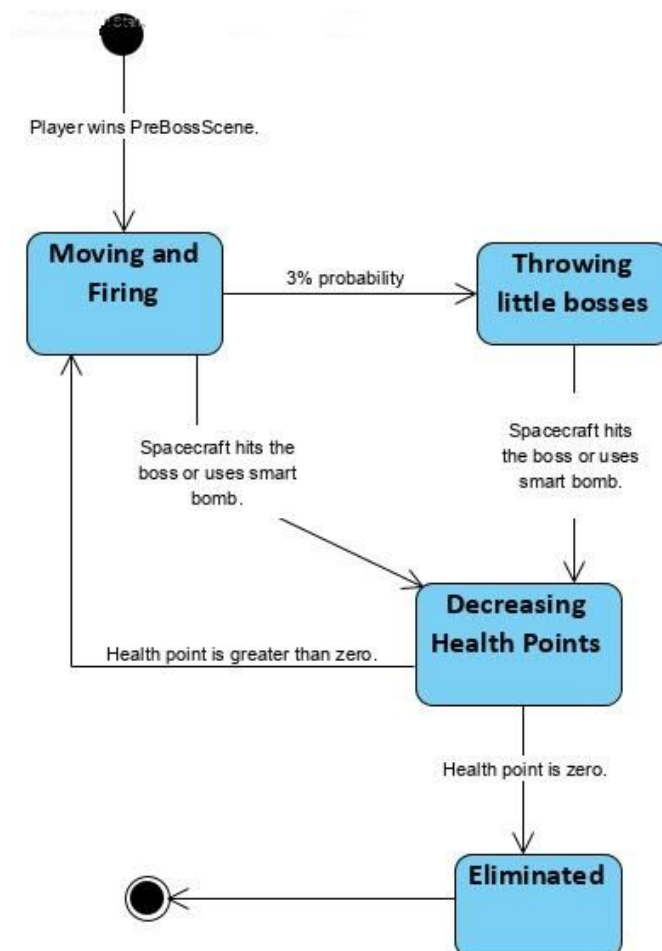 Player wins PreBossScene.
Moving and
Firing
3% probability
Throwing
little bosses
Spacecraft hits the
boss or uses smart
bomb.
Spacecraft hits
the boss or uses
smart bomb.
Decreasing
Health Points
Health point is greater than zero.
Health point is zero.
Eliminated